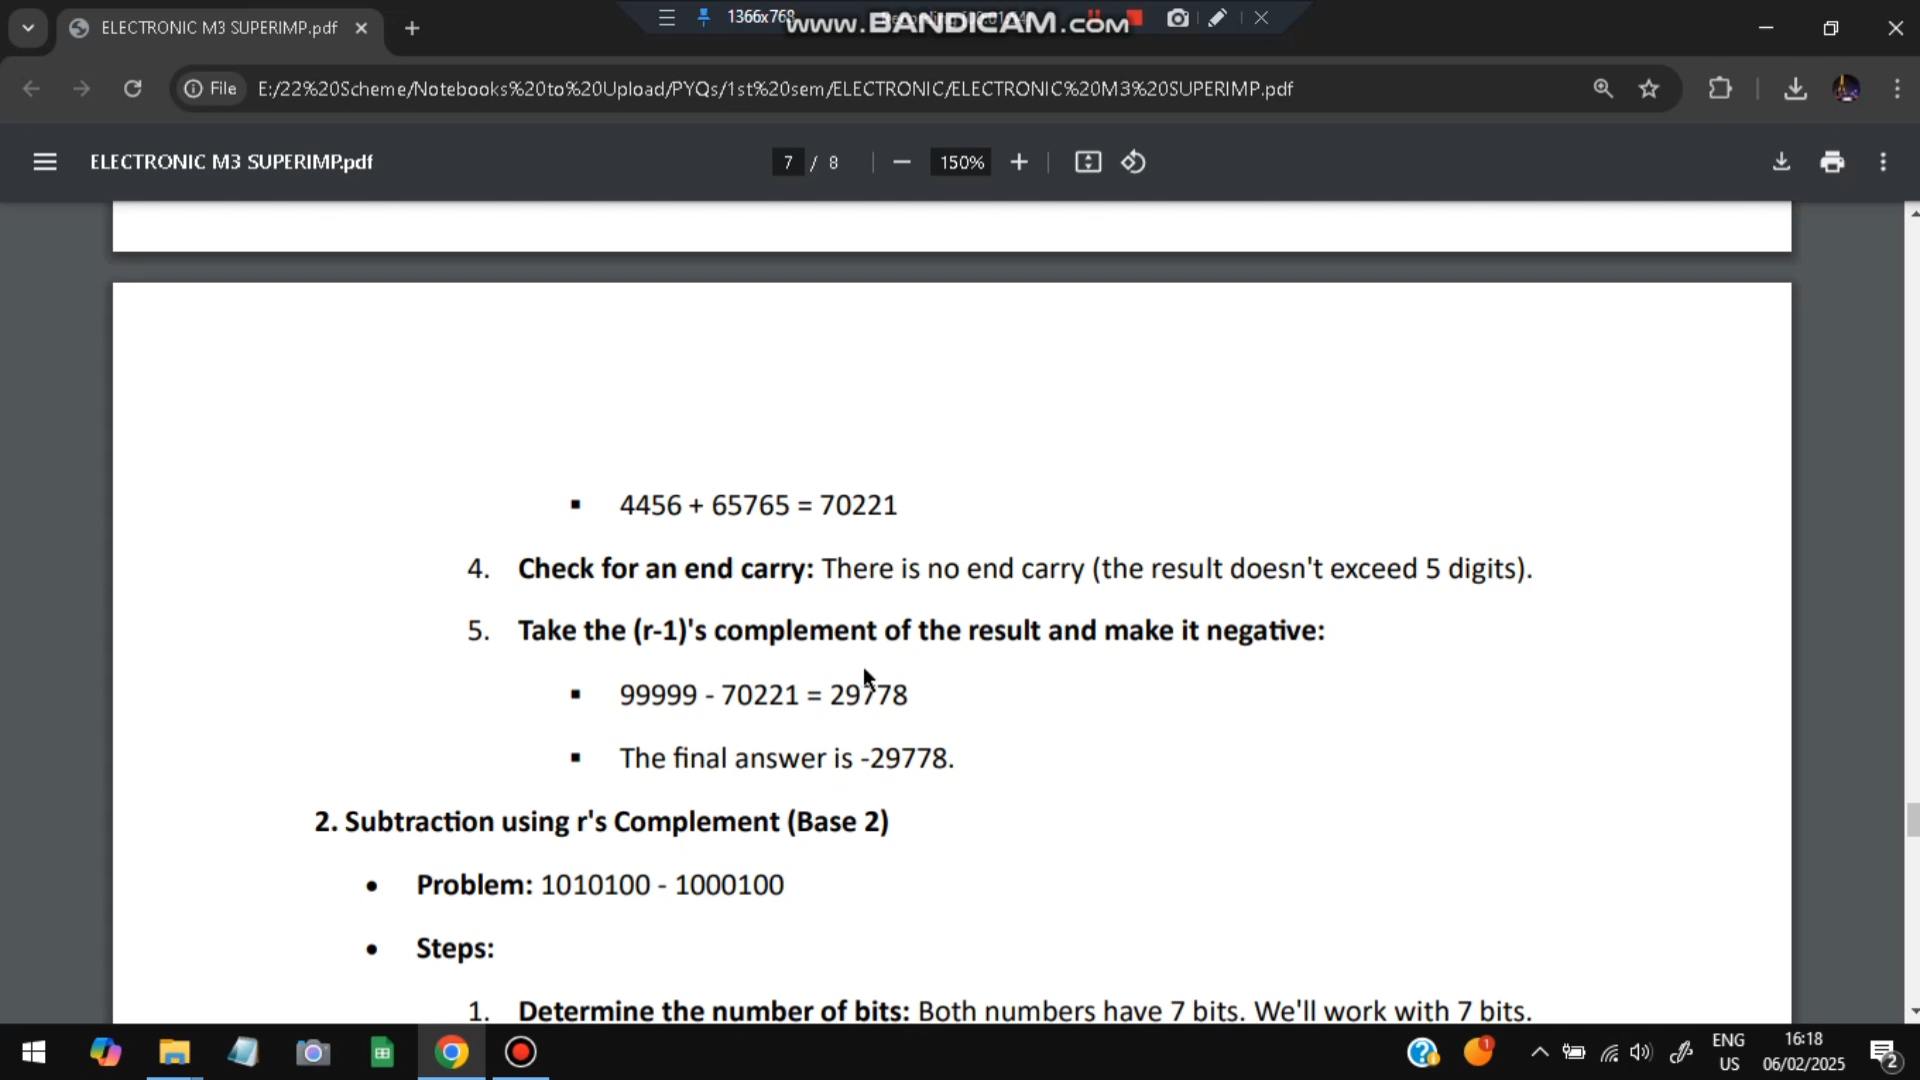 ELECTRONIC M3 SUPERIMP.pdf
1366x768
www.BANDICAM.com
File
E:/22%20Scheme/Notebooks%20to%20Upload/PYQs/1st%20sem/ELECTRONIC/ELECTRONIC%20M3%20SUPERIMP.pdf
ELECTRONIC M3 SUPERIMP.pdf
7 / 8
150%
▪ 4456 + 65765 = 70221
4. Check for an end carry: There is no end carry (the result doesn't exceed 5 digits).
5. Take the (r-1)'s complement of the result and make it negative:
▪ 99999 - 70221 = 29778
▪ The final answer is -29778.
2. Subtraction using r's Complement (Base 2)
• Problem: 1010100 - 1000100
• Steps:
1. Determine the number of bits: Both numbers have 7 bits. We'll work with 7 bits.
1
ENG
US
16:18
06/02/2025
2